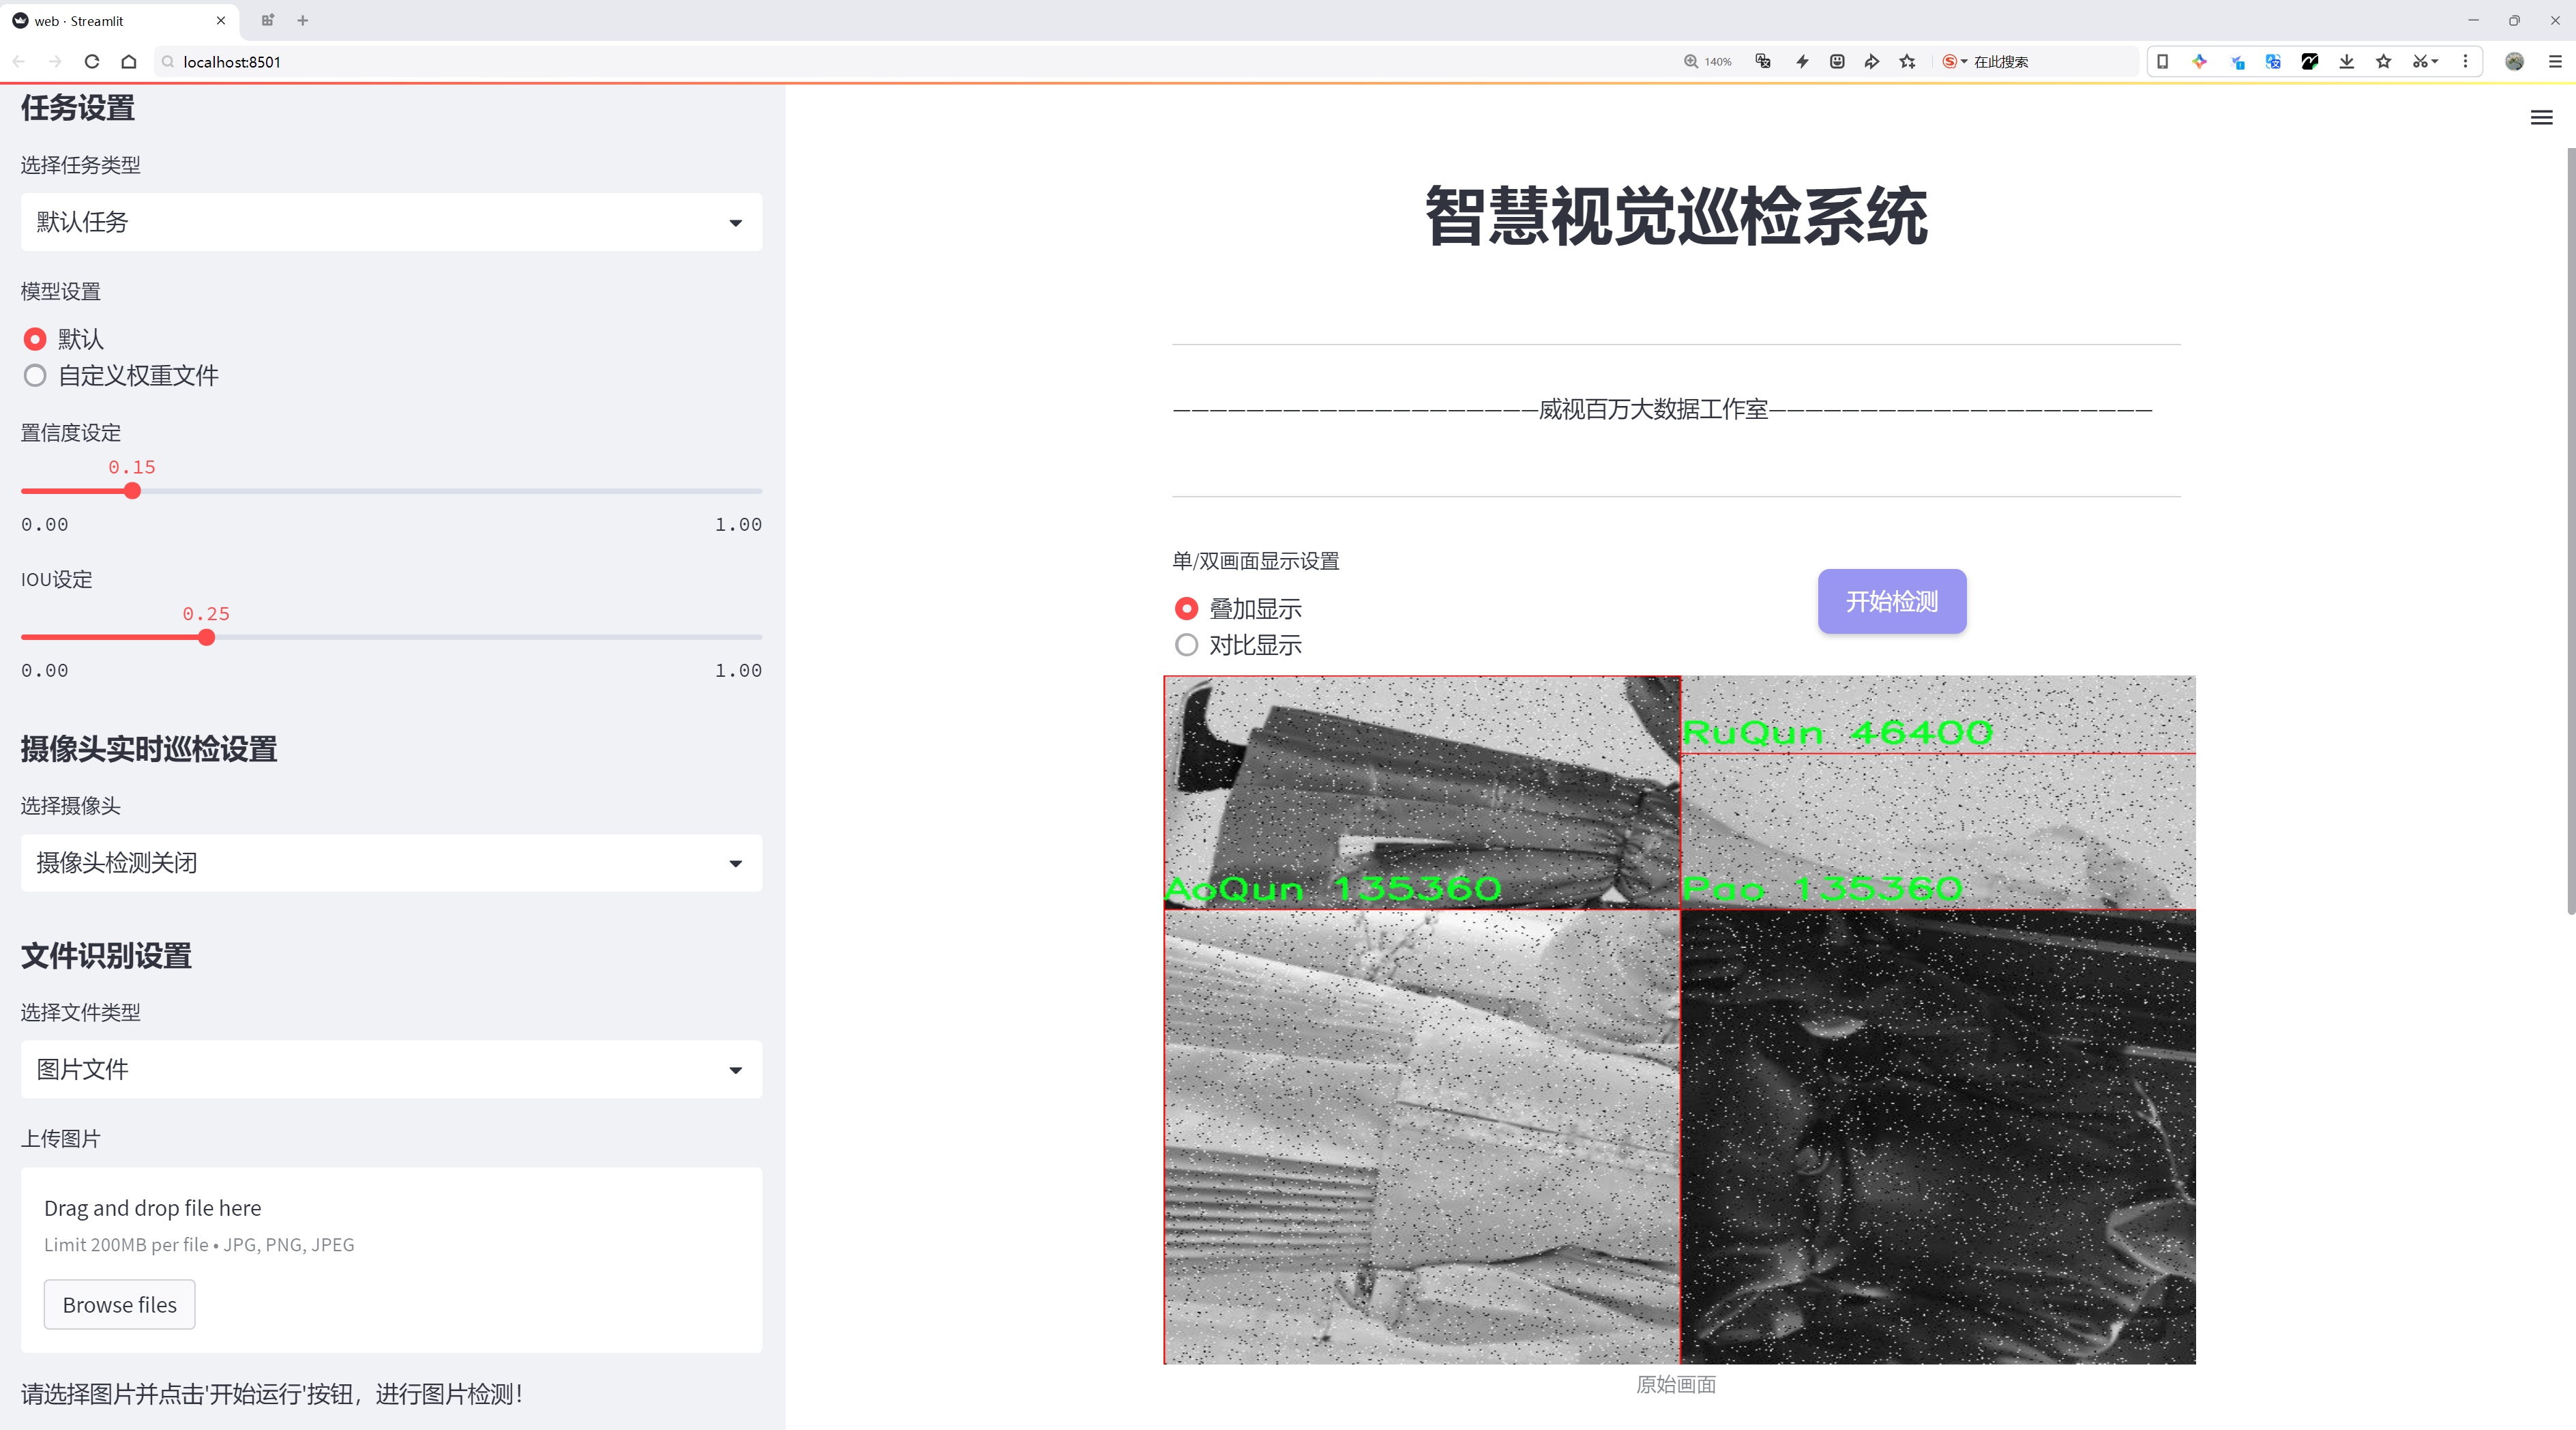 web · Streamlit
localhost:8501
140%
在此搜索
任务设置
选择任务类型
默认任务
模型设置
默认
自定义权重文件
置信度设定
0.15
0.00
1.00
IOU设定
0.25
0.00
1.00
摄像头实时巡检设置
选择摄像头
摄像头检测关闭
文件识别设置
选择文件类型
图片文件
上传图片
Drag and drop file here
Limit 200MB per file • JPG, PNG, JPEG
Browse files
请选择图片并点击'开始运行'按钮，进行图片检测！
智慧视觉巡检系统
————————————————————威视百万大数据工作室—————————————————————
单/双画面显示设置
叠加显示
对比显示
开始检测
RuQun 46400
AoQun 135360
Pao 135360
原始画面